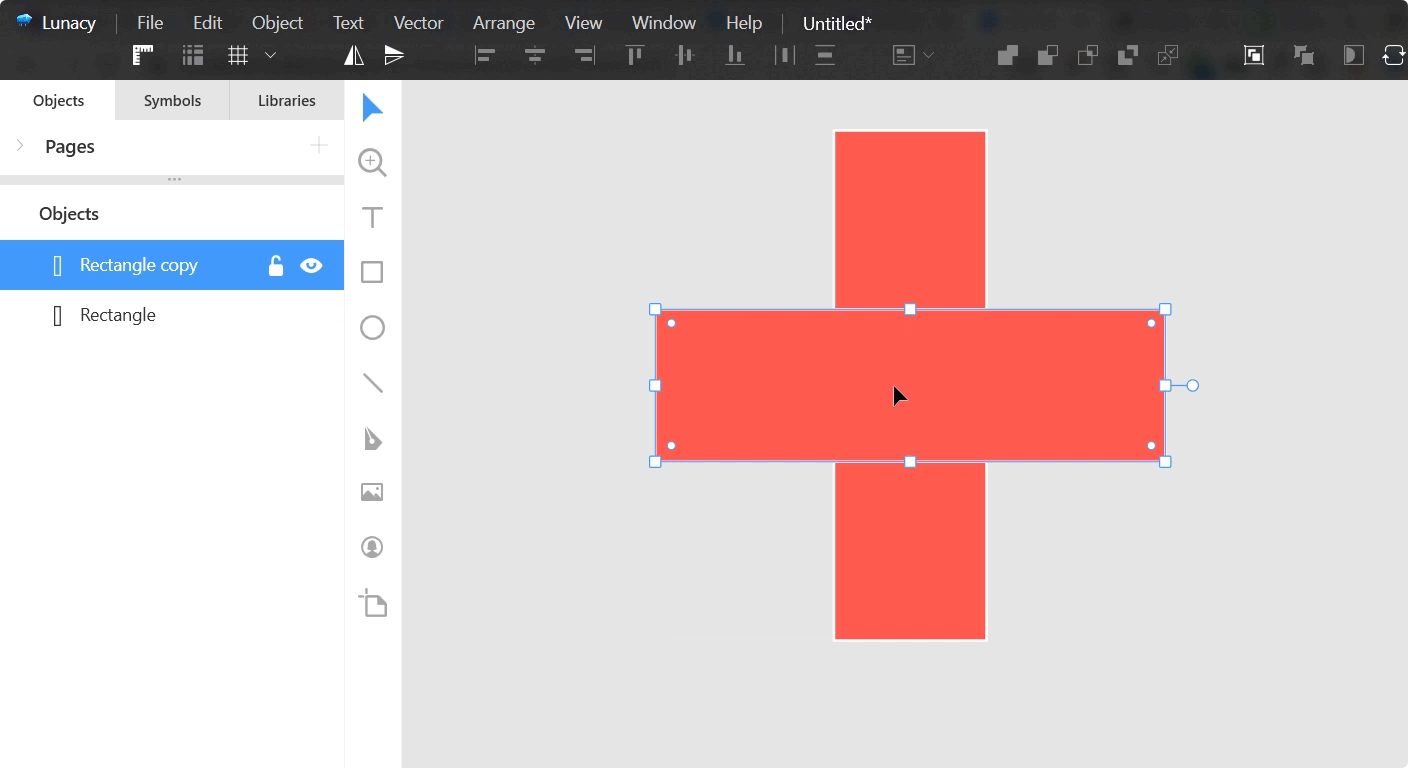 Lunacy File Edit Object Text Vector Arrange View Window Help Untitled*
Objects Symbols Libraries
Pages
Objects
Rectangle copy
Rectangle